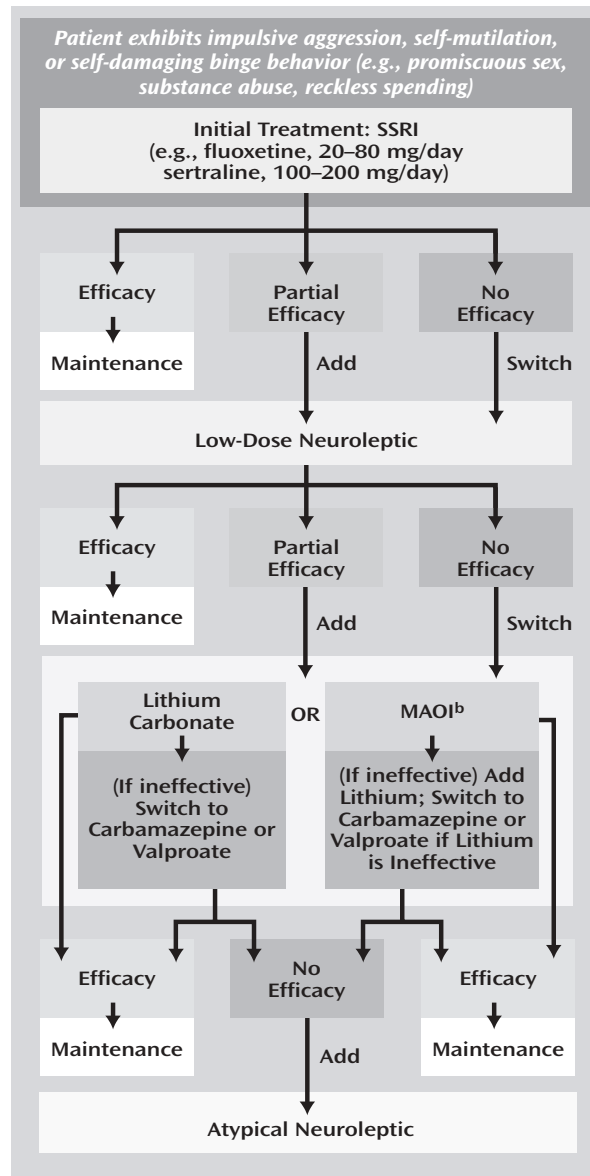 Patient exhibits impulsive aggression, self-mutilation,
or self-damaging binge behavior (e.g., promiscuous sex,
substance abuse, reckless spending)
Initial Treatment: SSRI
(e.g., fluoxetine, 20–80 mg/day
sertraline, 100–200 mg/day)
Efficacy
Partial
Efficacy
No
Efficacy
Maintenance
Add
Switch
Low-Dose Neuroleptic
Efficacy
Partial
Efficacy
No
Efficacy
Maintenance
Add
Switch
Lithium
Carbonate
OR
MAOIᵇ
(If ineffective)
Switch to
Carbamazepine or
Valproate
(If ineffective) Add
Lithium; Switch to
Carbamazepine or
Valproate if Lithium
is Ineffective
Efficacy
No
Efficacy
Efficacy
Maintenance
Add
Maintenance
Atypical Neuroleptic